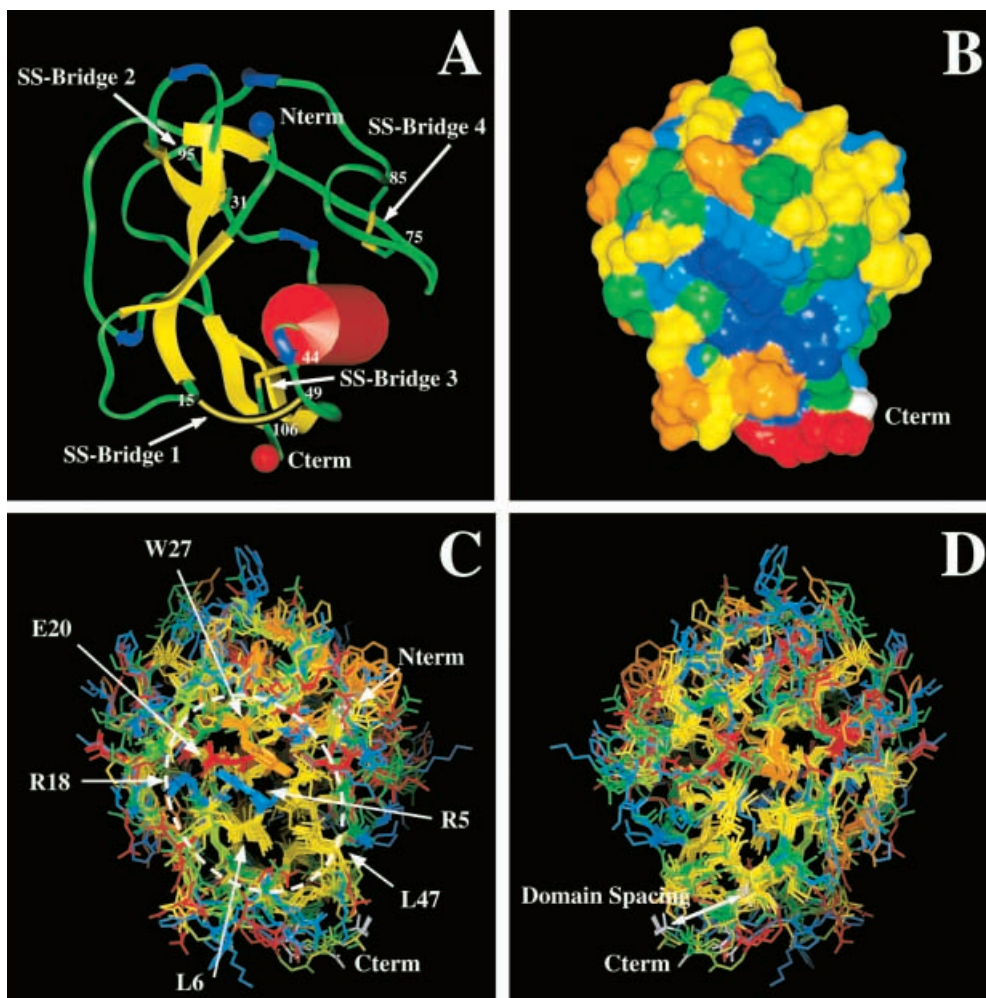 A
SS-Bridge 2
Nterm
SS-Bridge 4
95
85
31
75
44
SS-Bridge 3
15
49
106
SS-Bridge 1
Cterm
B
Cterm
C
W27
E20
Nterm
R18
R5
L47
Cterm
L6
D
Domain Spacing
Cterm